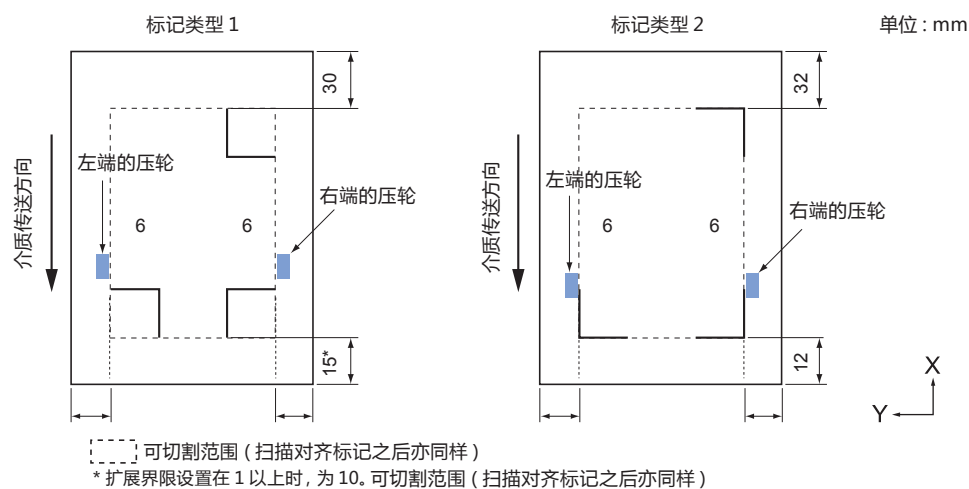 标记类型 1
标记类型 2
单位 : mm
30
32
介质传送方向
左端的压轮
右端的压轮
6
6
15*
介质传送方向
左端的压轮
右端的压轮
6
6
12
X
Y
可切割范围 ( 扫描对齐标记之后亦同样 )
* 扩展界限设置在 1 以上时, 为 10。可切割范围 ( 扫描对齐标记之后亦同样 )